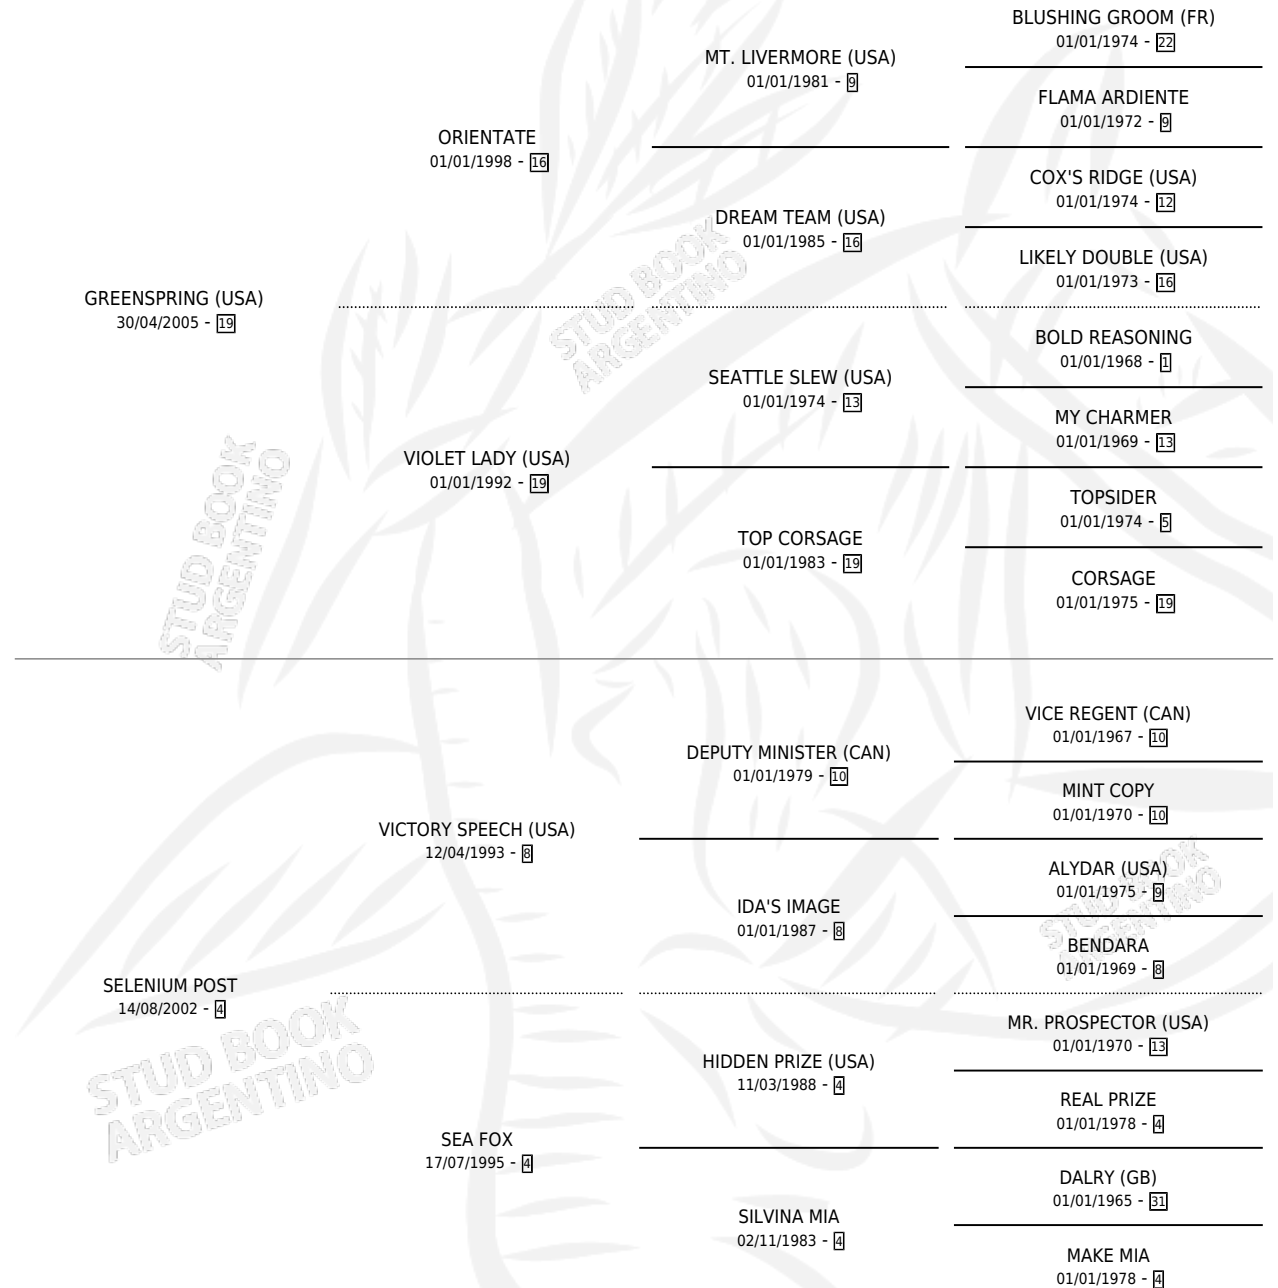 BLUSHING GROOM (FR)
01/01/1974 - 22
MT. LIVERMORE (USA)
01/01/1981 - 9
FLAMA ARDIENTE
01/01/1972 - 9
ORIENTATE
01/01/1998 - 16
COX'S RIDGE (USA)
01/01/1974 - 12
DREAM TEAM (USA)
01/01/1985 - 16
LIKELY DOUBLE (USA)
01/01/1973 - 16
GREENSPRING (USA)
30/04/2005 - 19
STUD BOOK
ARGENTINO
BOLD REASONING
01/01/1968 - 1
SEATTLE SLEW (USA)
01/01/1974 - 13
MY CHARMER
01/01/1969 - 13
VIOLET LADY (USA)
01/01/1992 - 19
TOPSIDER
01/01/1974 - 5
TOP CORSAGE
01/01/1983 - 19
CORSAGE
01/01/1975 - 19
STUD BOOK
ARGENTINO
VICE REGENT (CAN)
01/01/1967 - 10
DEPUTY MINISTER (CAN)
01/01/1979 - 10
MINT COPY
01/01/1970 - 10
VICTORY SPEECH (USA)
12/04/1993 - 8
ALYDAR (USA)
01/01/1975 - 9
IDA'S IMAGE
01/01/1987 - 8
STUD BOOK
ARGENTINO
BENDARA
01/01/1969 - 8
SELENIUM POST
14/08/2002 - 4
MR. PROSPECTOR (USA)
01/01/1970 - 13
HIDDEN PRIZE (USA)
11/03/1988 - 4
REAL PRIZE
01/01/1978 - 4
STUD BOOK
ARGENTINO
SEA FOX
17/07/1995 - 4
DALRY (GB)
01/01/1965 - 31
SILVINA MIA
02/11/1983 - 4
MAKE MIA
01/01/1978 - 4